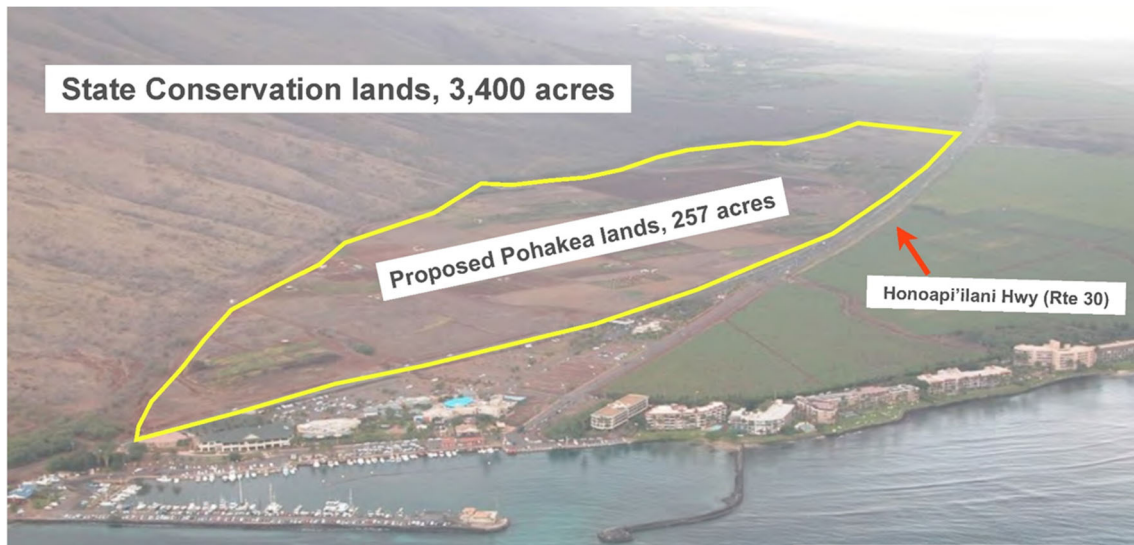 State Conservation lands, 3,400 acres
Proposed Pohakea lands, 257 acres
Honoapi’ilani Hwy (Rte 30)